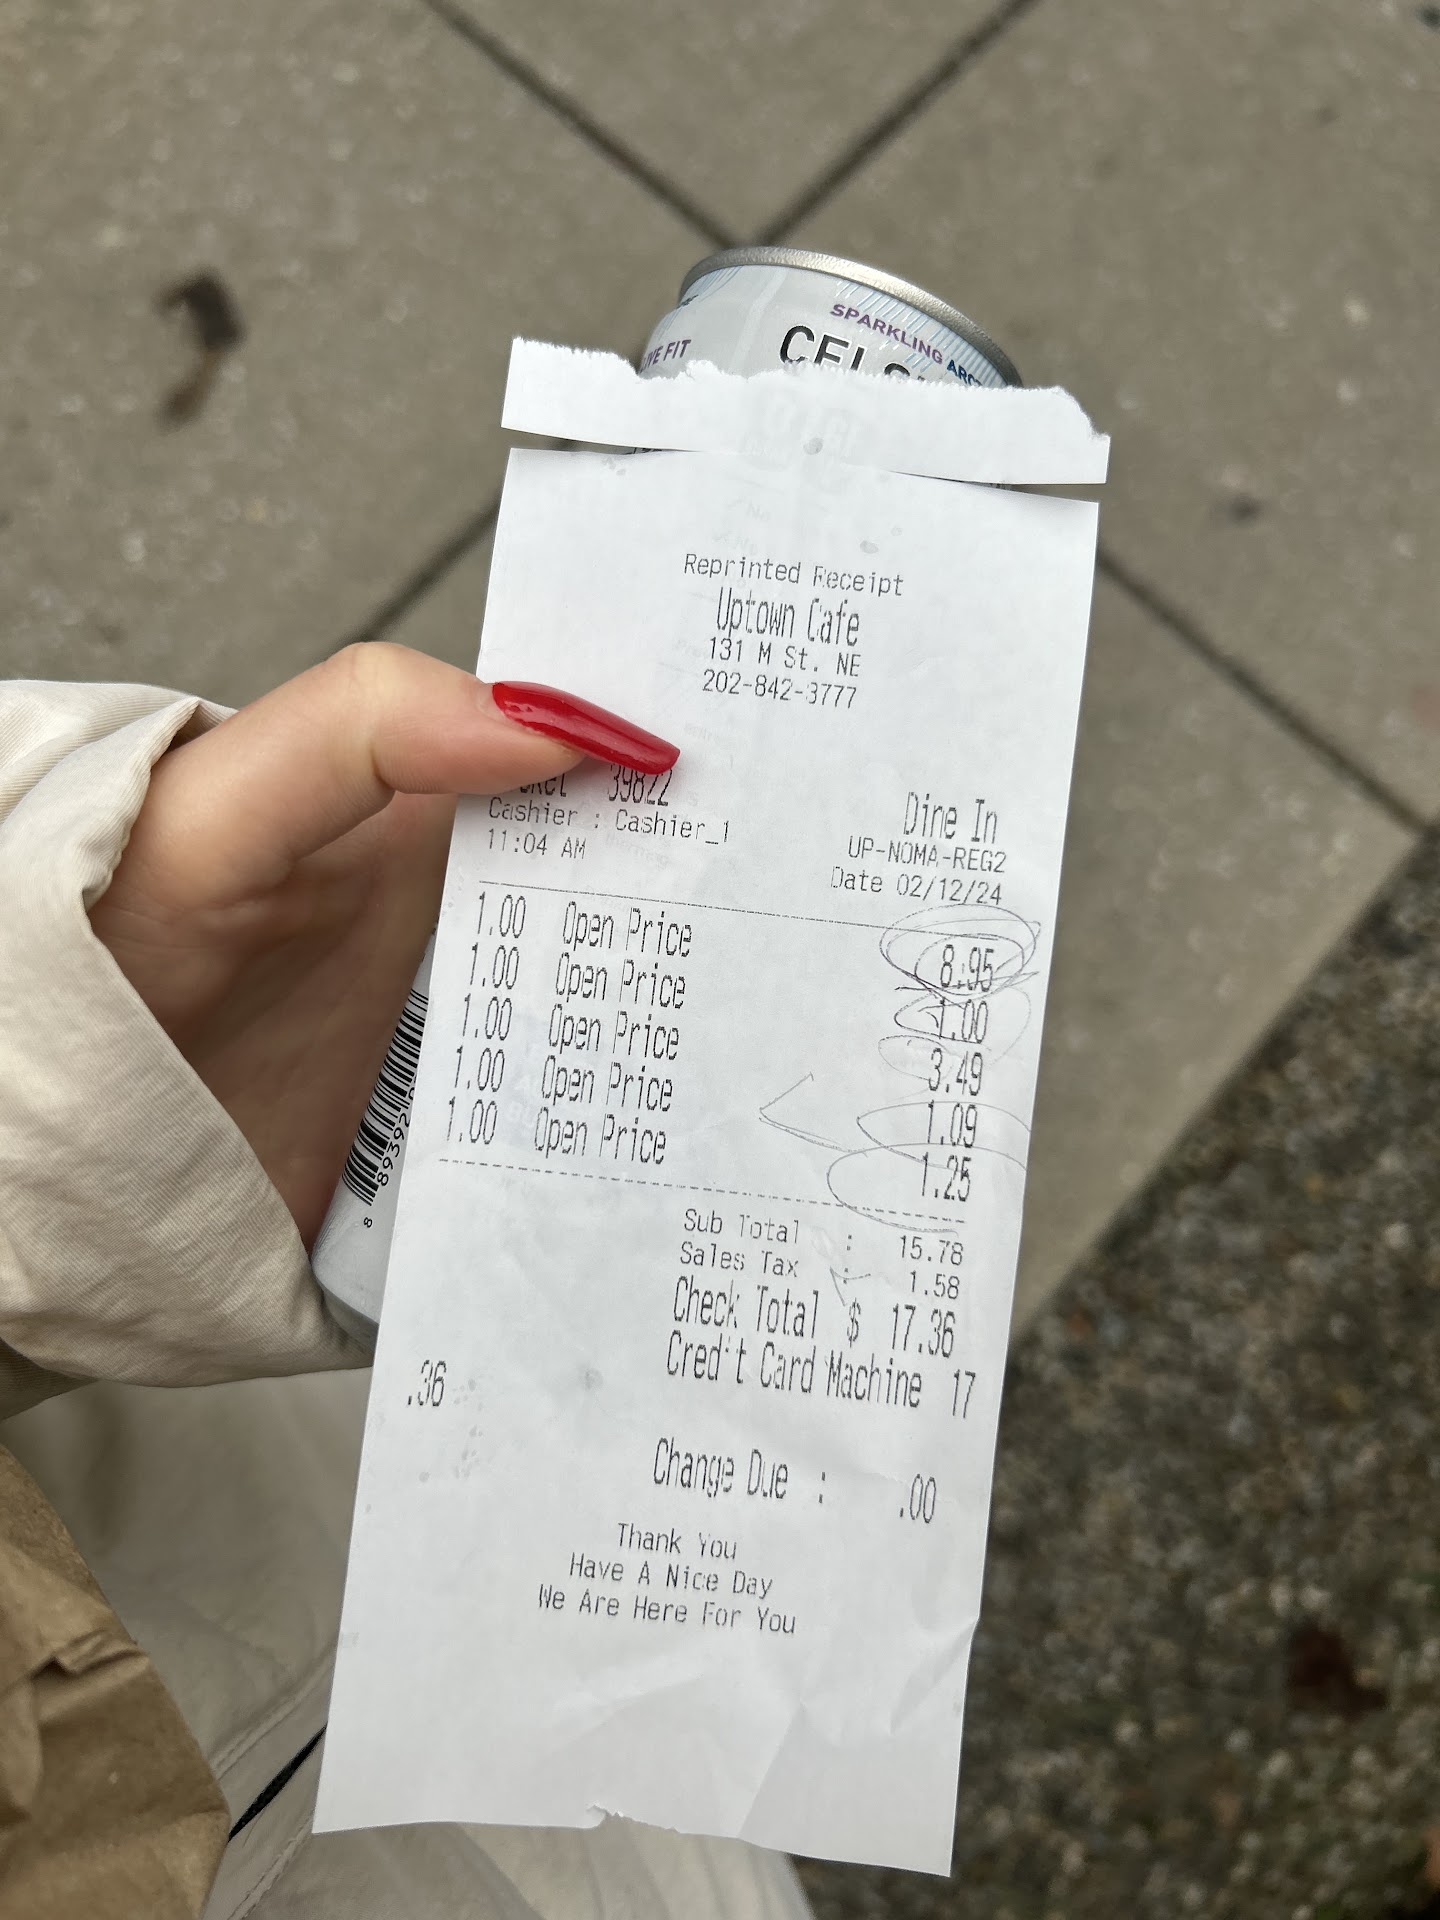 SPARKLING ARC
IVE FIT
CELS
Reprinted Receipt
Uptown Cafe
131 M St. NE
202-842-3777
39822
Dine In
Cashier : Cashier_1
UP-NOMA-REG2
11:04 AM
Date 02/12/24
1.00 Open Price 8.95
1.00 Open Price 1.00
1.00 Open Price 3.49
1.00 Open Price 1.09
1.00 Open Price 1.25
Sub Total : 15.78
Sales Tax : 1.58
Check Total $ 17.36
Credit Card Machine 17
.36
Change Due : .00
Thank You
Have A Nice Day
We Are Here For You